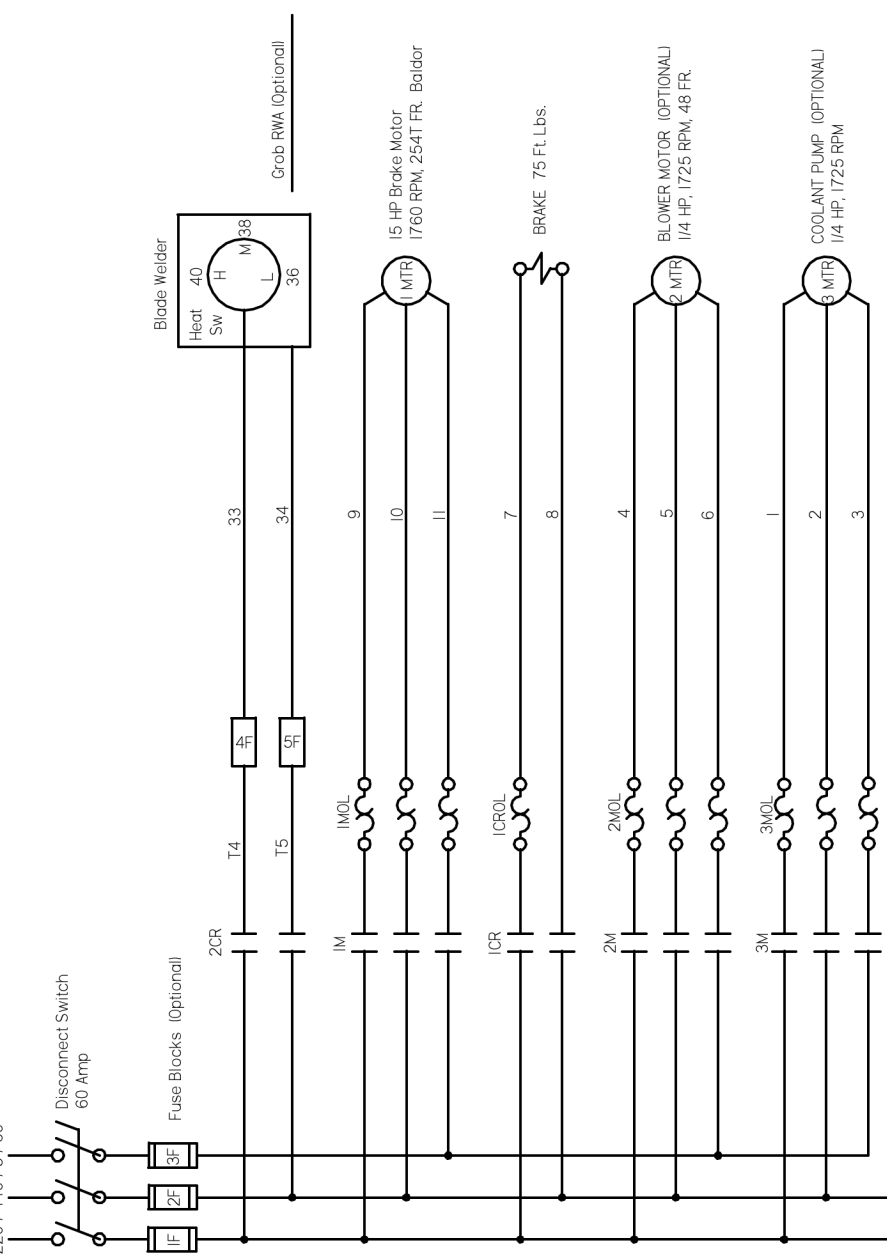 Disconnect Switch
60 Amp
Fuse Blocks (Optional)
1F
2F
3F
Blade Welder
Heat
Sw
40
H
M
38
L
36
Grob RWA (Optional)
2CR
T4
4F
33
T5
5F
34
1M
1MOL
9
10
11
1 MTR
15 HP Brake Motor
1760 RPM, 254T FR. Baldor
1CR
1CROL
7
8
BRAKE 75 Ft. Lbs.
2M
2MOL
4
5
6
2 MTR
BLOWER MOTOR (OPTIONAL)
1/4 HP, 1725 RPM, 48 FR.
3M
3MOL
1
2
3
3 MTR
COOLANT PUMP (OPTIONAL)
1/4 HP, 1725 RPM